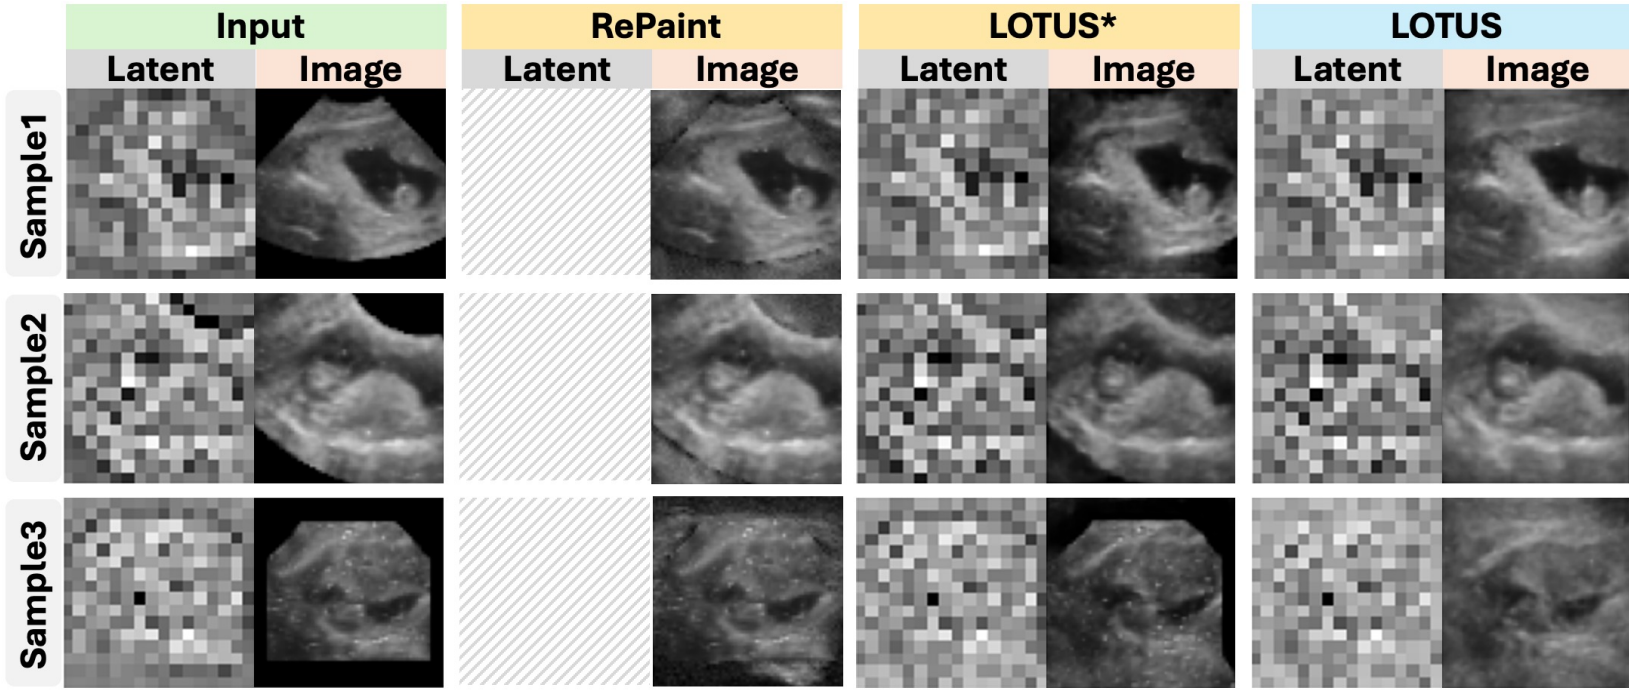 Input RePaint LOTUS* LOTUS
Latent Image Latent Image Latent Image Latent Image
Sample1
Sample2
Sample3